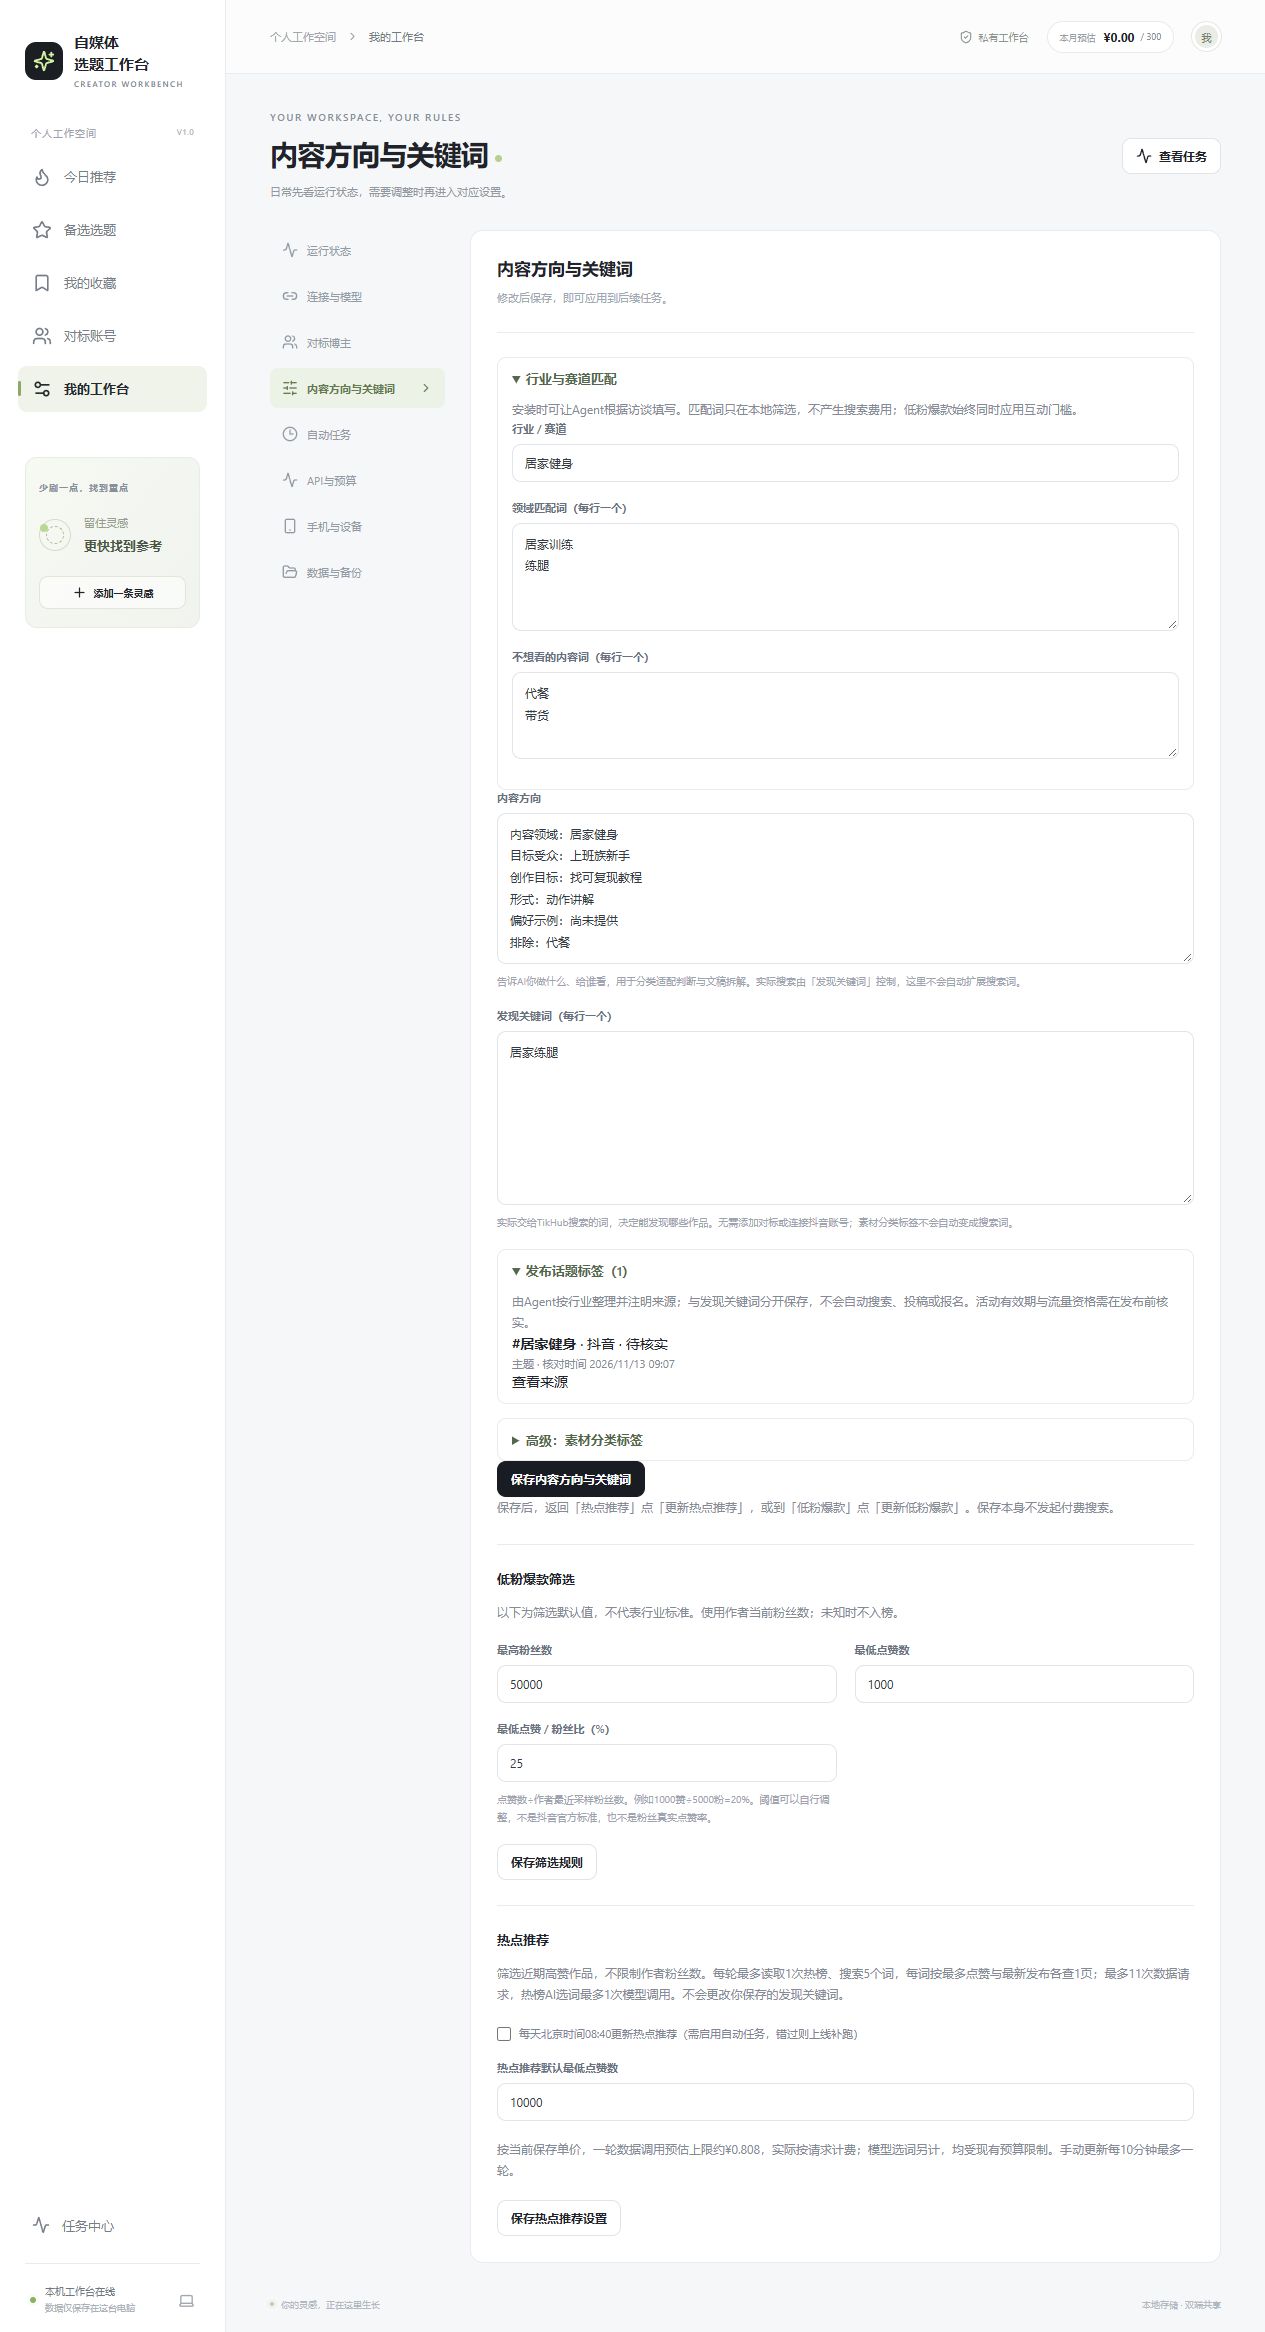 自媒体
选题工作台
CREATOR WORKBENCH
个人工作空间
V1.0
今日推荐
备选选题
我的收藏
对标账号
我的工作台
少刷一点，找到重点
留住灵感
更快找到参考
添加一条灵感
任务中心
本机工作台在线
数据仅保存在这台电脑
个人工作空间
我的工作台
私有工作台
本月预估 ¥0.00 / 300
我
YOUR WORKSPACE, YOUR RULES
内容方向与关键词
日常先看运行状态，需要调整时再进入对应设置。
查看任务
运行状态
连接与模型
对标博主
内容方向与关键词
自动任务
API与预算
手机与设备
数据与备份
内容方向与关键词
修改后保存，即可应用到后续任务。
行业与赛道匹配
安装时可让Agent根据访谈填写。匹配词只在本地筛选，不产生搜索费用；低粉爆款始终同时应用互动门槛。
行业 / 赛道
居家健身
领域匹配词（每行一个）
居家训练
练腿
不想看的内容词（每行一个）
代餐
带货
内容方向
内容领域：居家健身
目标受众：上班族新手
创作目标：找可复现教程
形式：动作讲解
偏好示例：尚未提供
排除：代餐
告诉AI你做什么、给谁看，用于分类适配判断与文稿拆解。实际搜索由「发现关键词」控制，这里不会自动扩展搜索词。
发现关键词（每行一个）
居家练腿
实际交给TikHub搜索的词，决定能发现哪些作品。无需添加对标或连接抖音账号；素材分类标签不会自动变成搜索词。
发布话题标签（1）
由Agent按行业整理并注明来源；与发现关键词分开保存，不会自动搜索、投稿或报名。活动有效期与流量资格需在发布前核
实。
#居家健身 · 抖音 · 待核实
主题 · 核对时间 2026/11/13 09:07
查看来源
高级：素材分类标签
保存内容方向与关键词
保存后，返回「热点推荐」点「更新热点推荐」，或到「低粉爆款」点「更新低粉爆款」。保存本身不发起付费搜索。
低粉爆款筛选
以下为筛选默认值，不代表行业标准。使用作者当前粉丝数；未知时不入榜。
最高粉丝数
最低点赞数
50000
1000
最低点赞 / 粉丝比（%）
25
点赞数÷作者最近采样粉丝数。例如1000赞÷5000粉=20%。阈值可以自行调
整，不是抖音官方标准，也不是粉丝真实点赞率。
保存筛选规则
热点推荐
筛选近期高赞作品，不限制作者粉丝数。每轮最多读取1次热榜、搜索5个词，每词按最多点赞与最新发布各查1页；最多11次数据请
求，热榜AI选词最多1次模型调用。不会更改你保存的发现关键词。
每天北京时间08:40更新热点推荐（需启用自动任务，错过则上线补跑）
热点推荐默认最低点赞数
10000
按当前保存单价，一轮数据调用预估上限约¥0.808，实际按请求计费；模型选词另计，均受现有预算限制。手动更新每10分钟最多一
轮。
保存热点推荐设置
你的灵感，正在这里生长
本地存储 · 双端共享